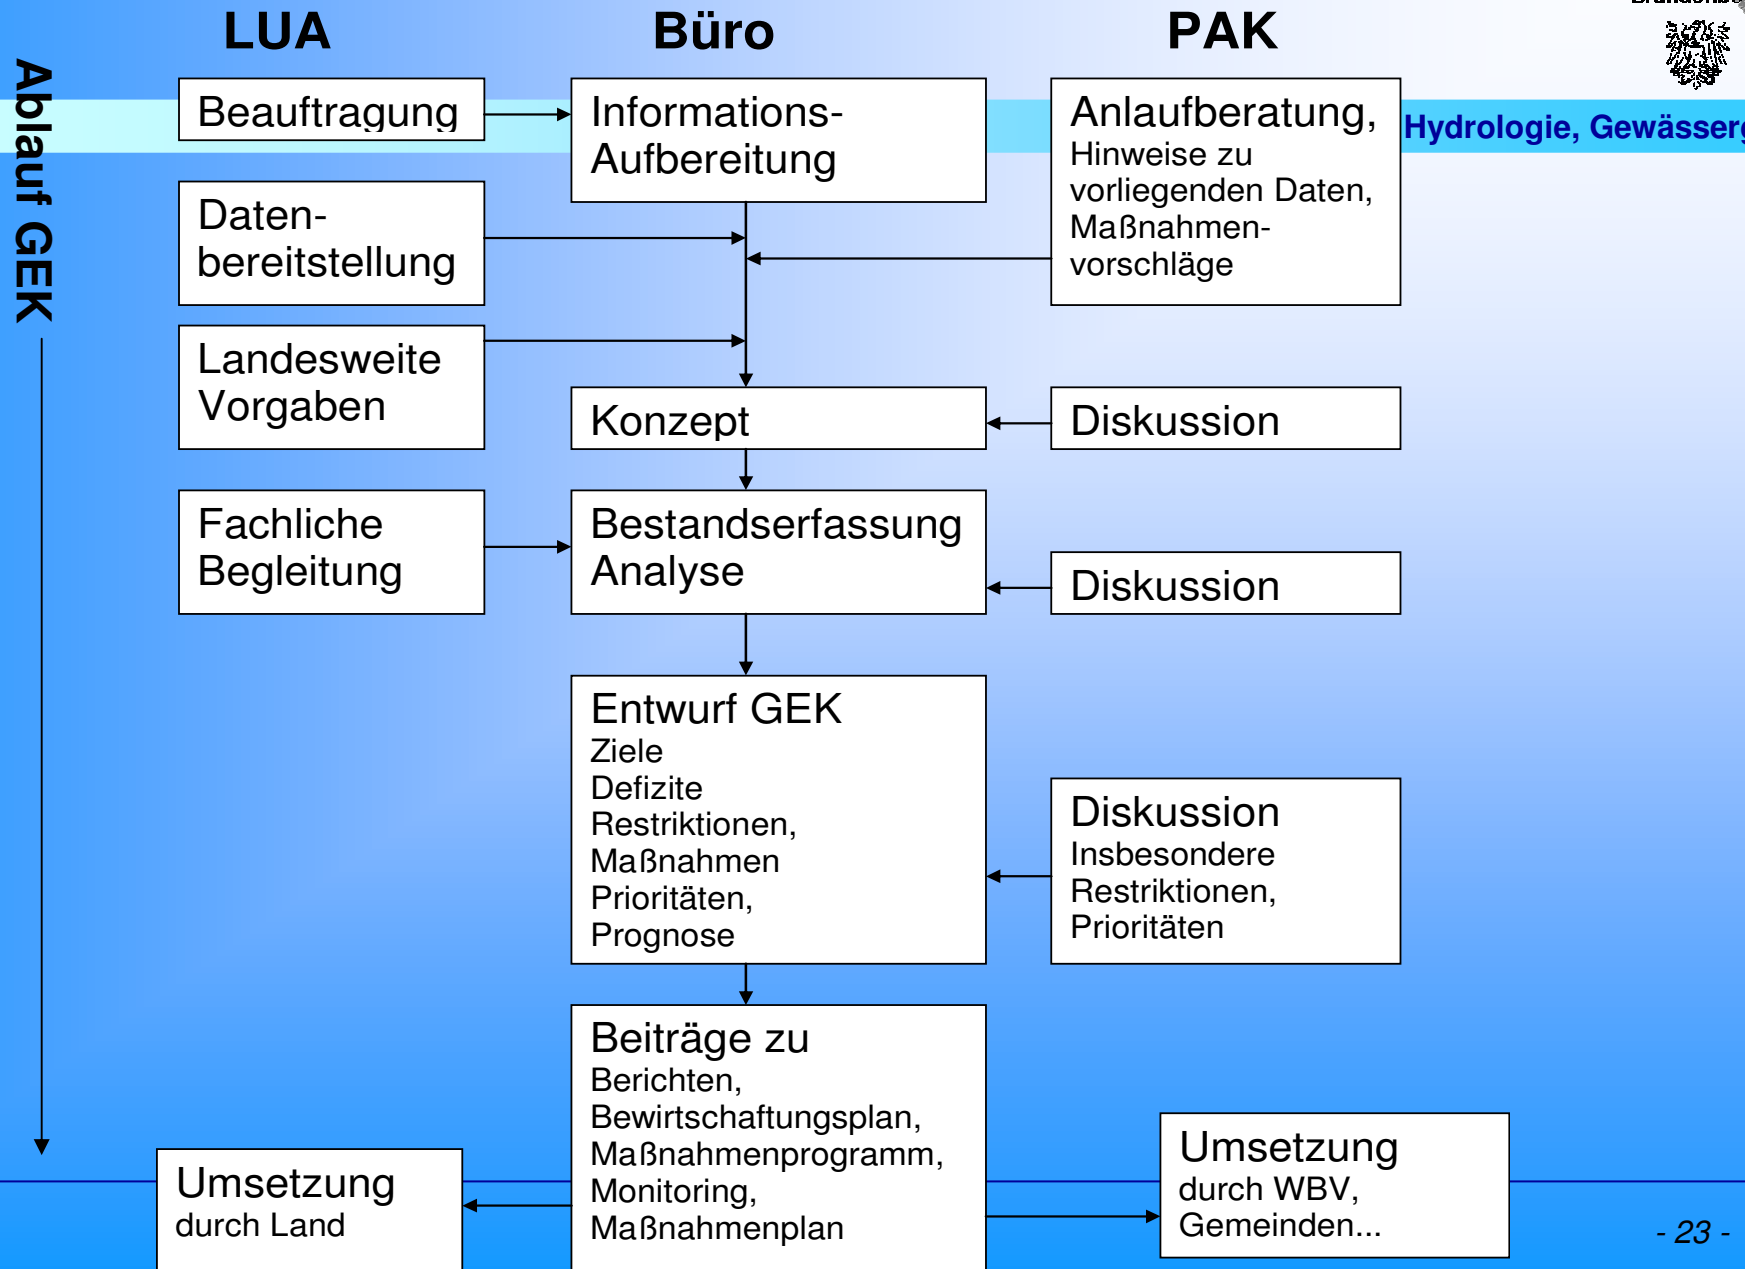 LUA
Büro
PAK
Ablauf GEK
Beauftragung
Informations-
Aufbereitung
Anlaufberatung,
Hinweise zu
vorliegenden Daten,
Maßnahmen-
vorschläge
Hydrologie, Gewässerg
Daten-
bereitstellung
Landesweite
Vorgaben
Konzept
Diskussion
Fachliche
Begleitung
Bestandserfassung
Analyse
Diskussion
Entwurf GEK
Ziele
Defizite
Restriktionen,
Maßnahmen
Prioritäten,
Prognose
Diskussion
Insbesondere
Restriktionen,
Prioritäten
Beiträge zu
Berichten,
Bewirtschaftungsplan,
Maßnahmenprogramm,
Monitoring,
Maßnahmenplan
Umsetzung
durch Land
Umsetzung
durch WBV,
Gemeinden...
- 23 -